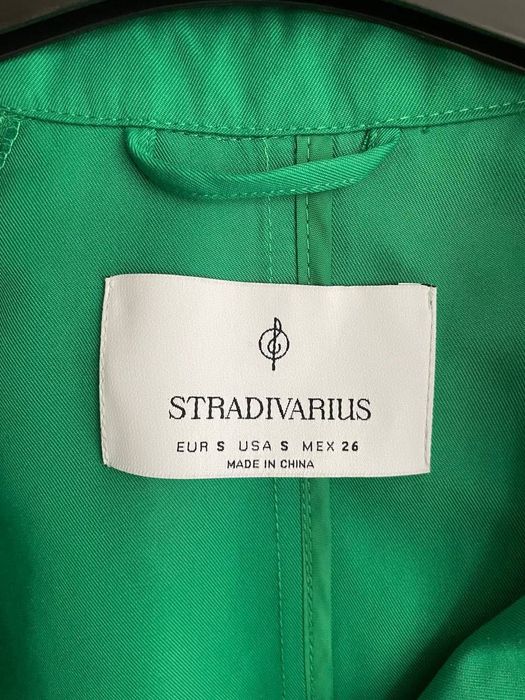 STRADIVARIUS
EUR S USA S MEX 26
MADE IN CHINA